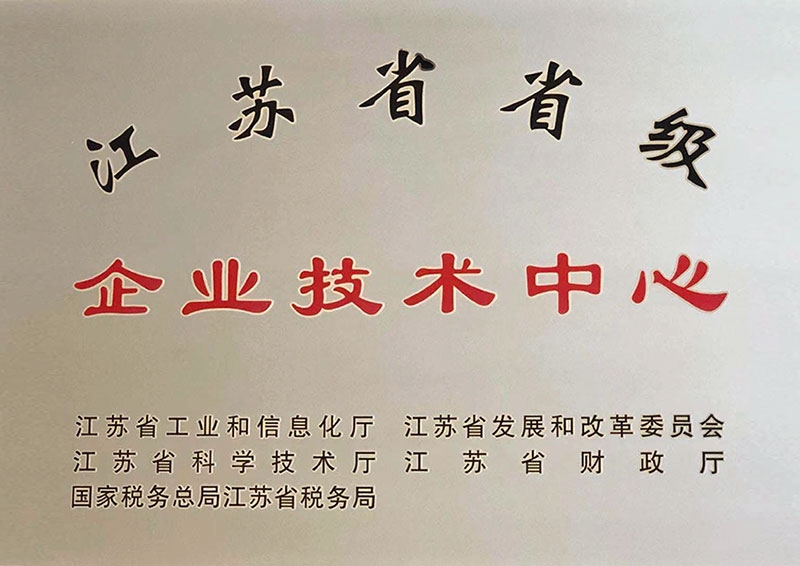 江苏省省级
企业技术中心
江苏省工业和信息化厅 江苏省发展和改革委员会
江苏省科学技术厅 江苏省财政厅
国家税务总局江苏省税务局